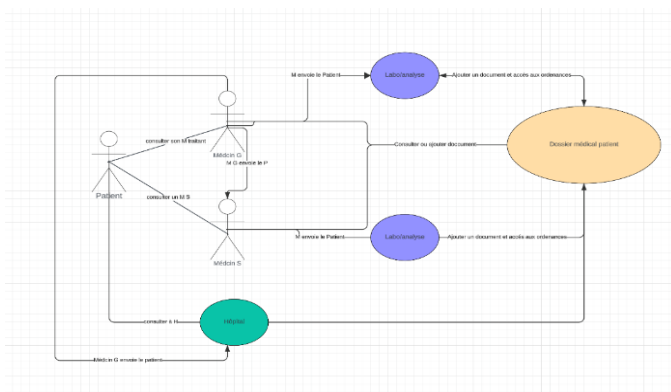 M envoie le Patient
Labo/analyse
Ajouter un document et accés aux ordonances
consulter son M traitant
Médcin G
Consulter ou ajouter document
Dossier médical patient
M G envoie le P
Patient
consulter un M S
M envoie le Patient
Labo/analyse
Ajouter un document et accés aux ordonances
Médcin S
consulter à H
Hôpital
Médcin G envoie le patient